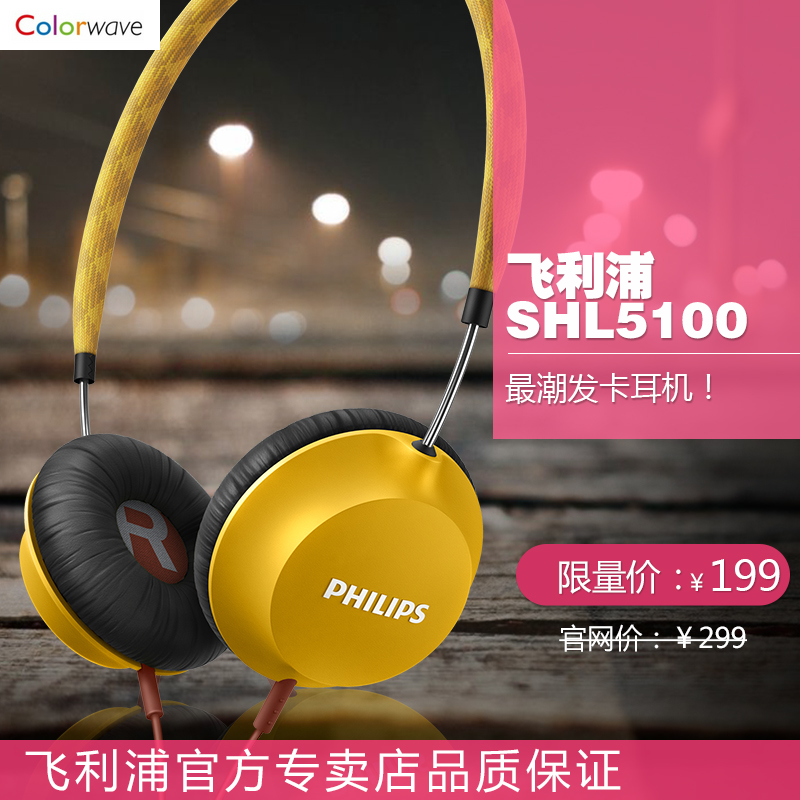 Colorwave
飞利浦
SHL5100
最潮发卡耳机！
R
PHILIPS
限量价：¥199
官网价：¥299
飞利浦官方专卖店品质保证